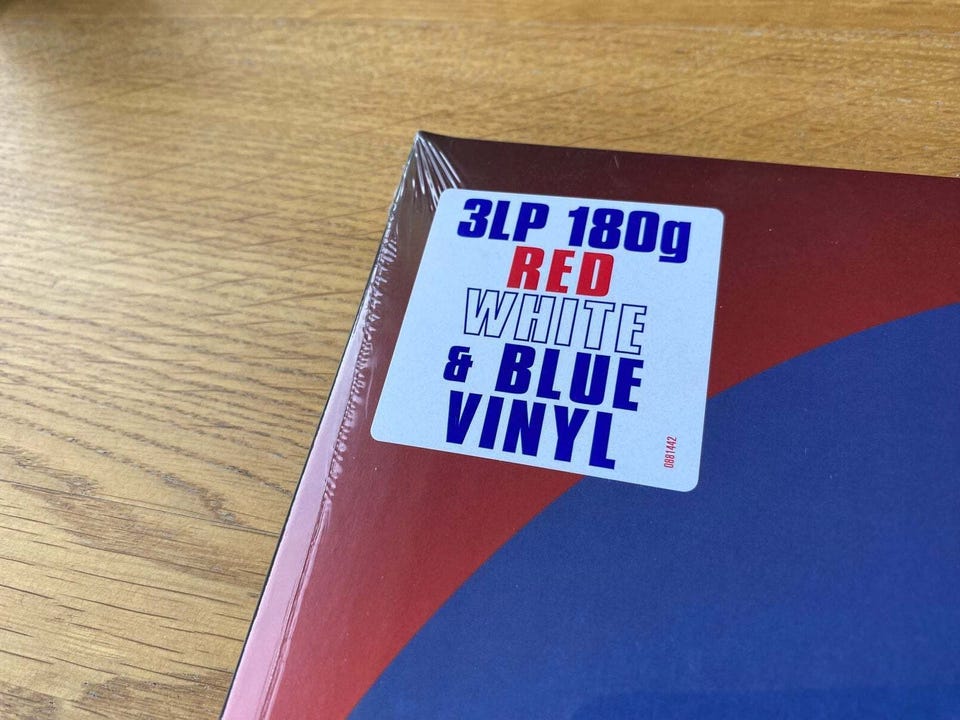 3LP 180g
RED
WHITE
& BLUE
VINYL
0881442